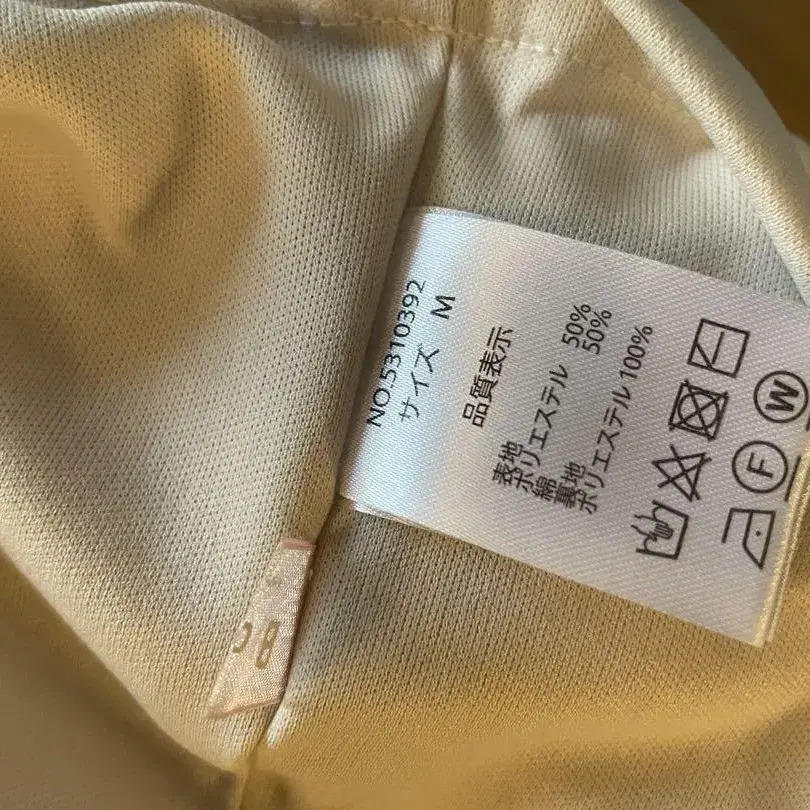 NO.5310392
サイズ M
品質表示
表地
ポリエステル 50%
綿 50%
裏地
ポリエステル 100%
F W
B C